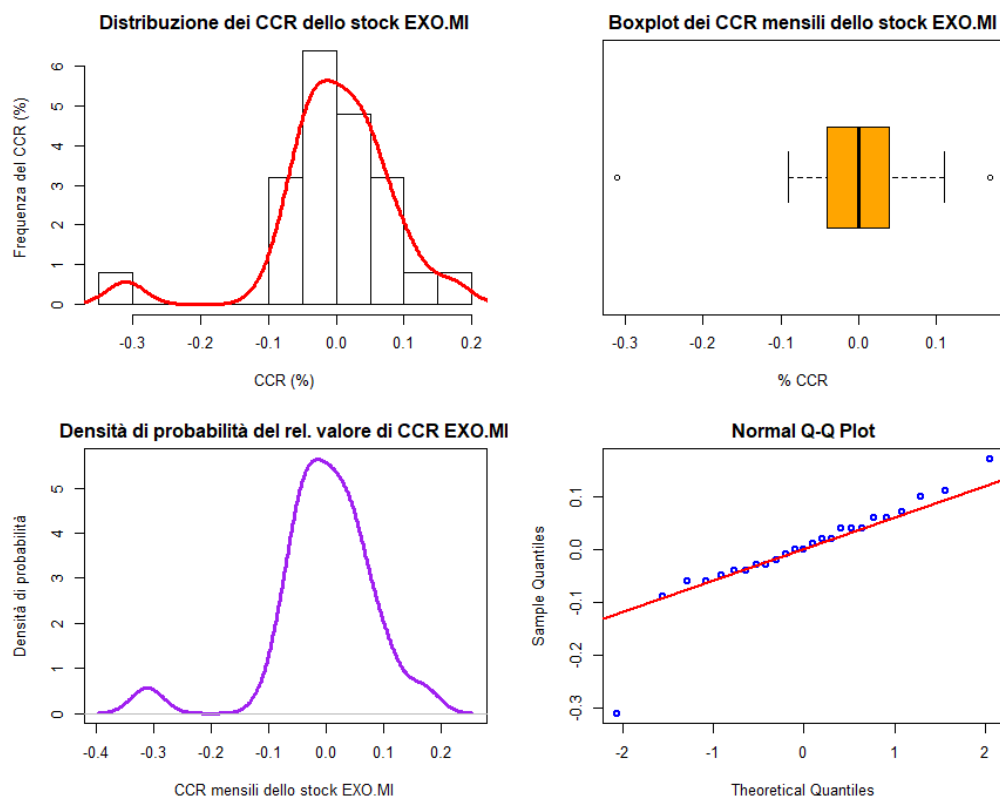 Distribuzione dei CCR dello stock EXO.MI
Frequenza del CCR (%)
0 1 2 3 4 5 6
-0.3 -0.2 -0.1 0.0 0.1 0.2
CCR (%)
Boxplot dei CCR mensili dello stock EXO.MI
-0.3 -0.2 -0.1 0.0 0.1
% CCR
Densità di probabilità del rel. valore di CCR EXO.MI
Densità di probabilità
0 1 2 3 4 5
-0.4 -0.3 -0.2 -0.1 0.0 0.1 0.2
CCR mensili dello stock EXO.MI
Normal Q-Q Plot
Sample Quantiles
-0.3 -0.2 -0.1 0.0 0.1
-2 -1 0 1 2
Theoretical Quantiles